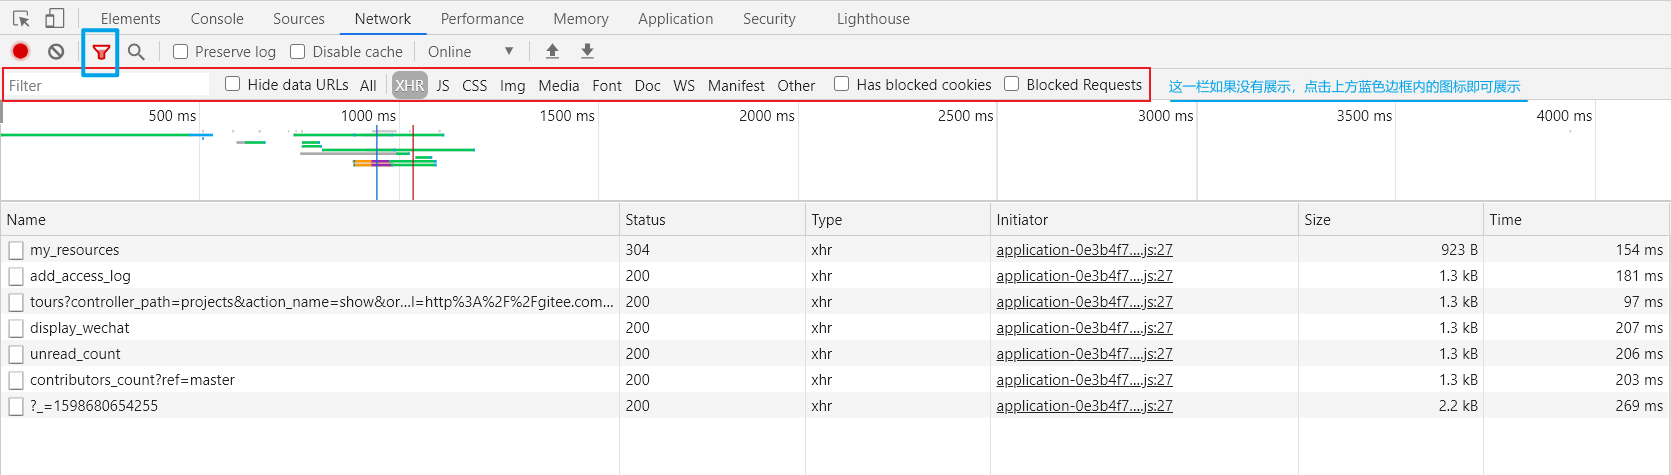 Elements Console Sources Network Performance Memory Application Security Lighthouse
Preserve log Disable cache Online
Filter Hide data URLs All XHR JS CSS Img Media Font Doc WS Manifest Other Has blocked cookies Blocked Requests 这一栏如果没有展示，点击上方蓝色边框内的图标即可展示
500 ms 1000 ms 1500 ms 2000 ms 2500 ms 3000 ms 3500 ms 4000 ms
Name Status Type Initiator Size Time
my_resources 304 xhr application-0e3b4f7....js:27 923 B 154 ms
add_access_log 200 xhr application-0e3b4f7....js:27 1.3 kB 181 ms
tours?controller_path=projects&action_name=show&or...l=http%3A%2F%2Fgitee.com... 200 xhr application-0e3b4f7....js:27 1.3 kB 97 ms
display_wechat 200 xhr application-0e3b4f7....js:27 1.3 kB 207 ms
unread_count 200 xhr application-0e3b4f7....js:27 1.3 kB 206 ms
contributors_count?ref=master 200 xhr application-0e3b4f7....js:27 1.3 kB 203 ms
?_=1598680654255 200 xhr application-0e3b4f7....js:27 2.2 kB 269 ms